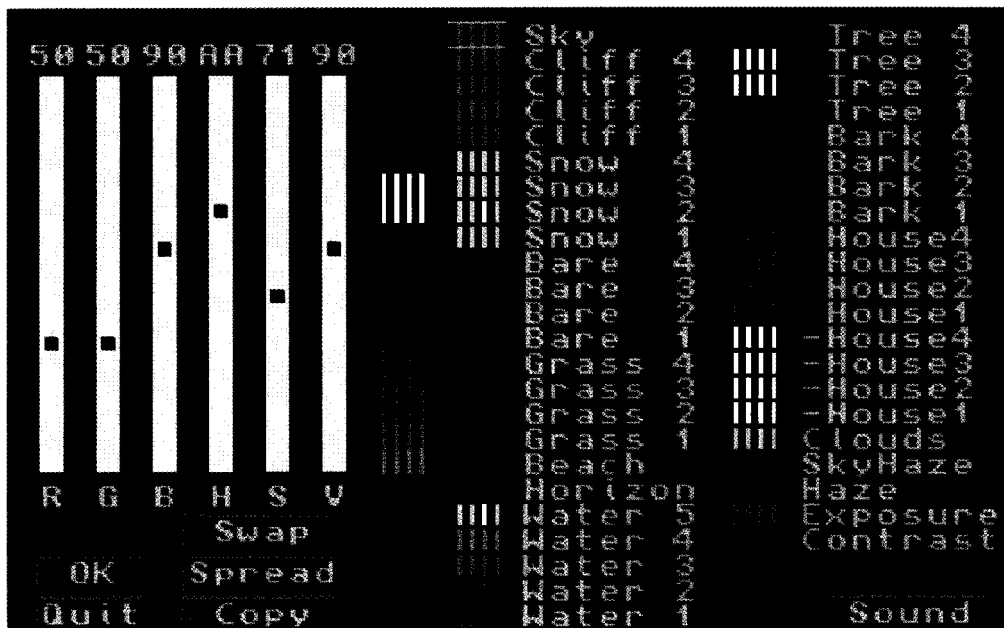 50 50 90 AA 71 90
R G B H S V
Swap
OK
Spread
Quit
Copy
Sky
Cliff 4
Cliff 3
Cliff 2
Cliff 1
Snow 4
Snow 3
Snow 2
Snow 1
Bare 4
Bare 3
Bare 2
Bare 1
Grass 4
Grass 3
Grass 2
Grass 1
Beach
Horizon
Water 5
Water 4
Water 3
Water 2
Water 1
Tree 4
Tree 3
Tree 2
Tree 1
Bark 4
Bark 3
Bark 2
Bark 1
House4
House3
House2
House1
-House4
-House3
-House2
-House1
Clouds
SkyHaze
Haze
Exposure
Contrast
Sound